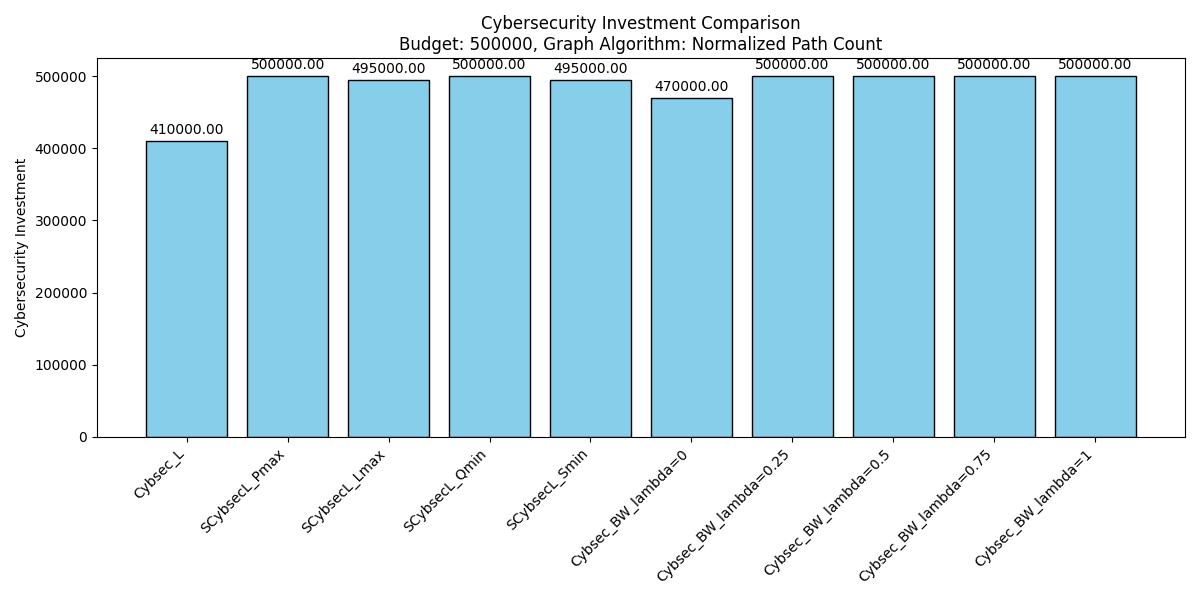 Cybersecurity Investment Comparison
Budget: 500000, Graph Algorithm: Normalized Path Count
Cybersecurity Investment
500000
400000
300000
200000
100000
0
410000.00
500000.00
495000.00
500000.00
495000.00
470000.00
500000.00
500000.00
500000.00
500000.00
Cybsec_L
SCybsecL_Pmax
SCybsecL_Lmax
SCybsecL_Qmin
SCybsecL_Smin
Cybsec_BW_lambda=0
Cybsec_BW_lambda=0.25
Cybsec_BW_lambda=0.5
Cybsec_BW_lambda=0.75
Cybsec_BW_lambda=1